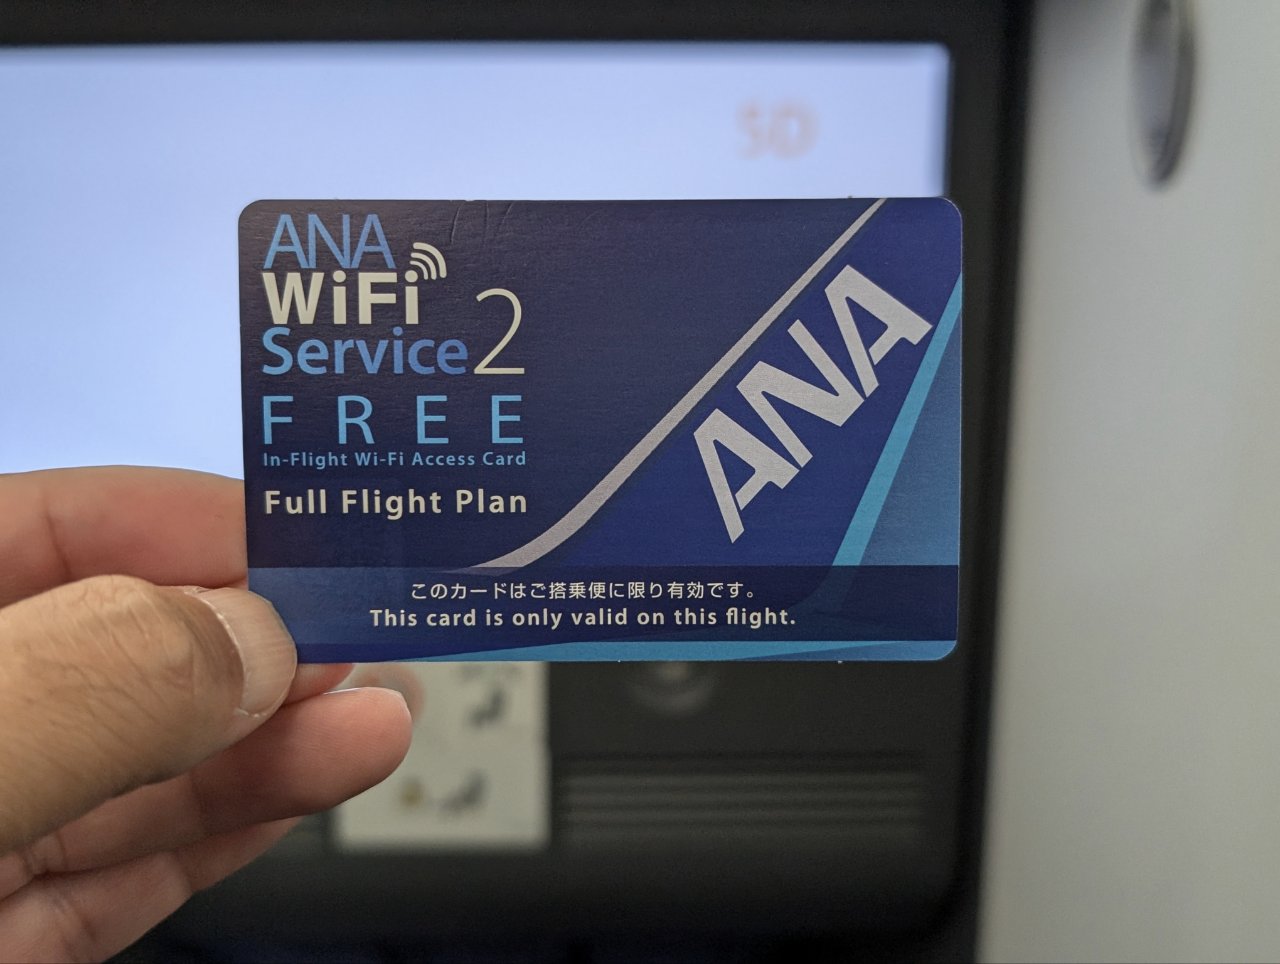 5D
ANA
WiFi
Service 2
FREE
In-Flight Wi-Fi Access Card
Full Flight Plan
ANA
このカードはご搭乗便に限り有効です。
This card is only valid on this flight.